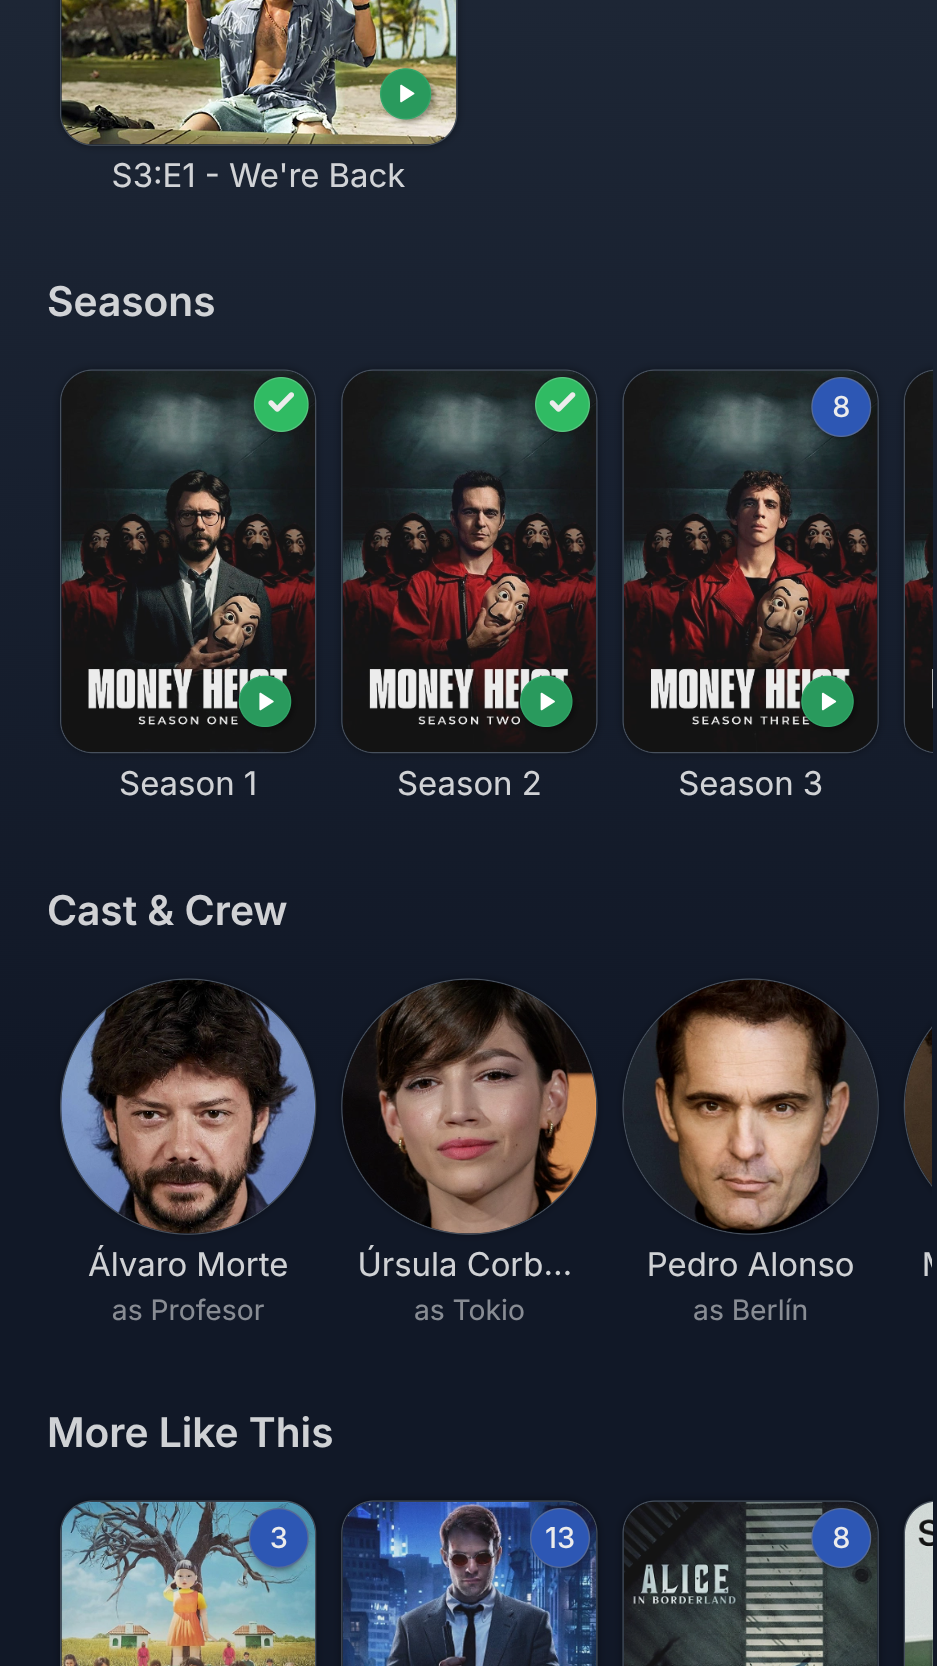 S3:E1 - We're Back
Seasons
8
MONEY HEIST
SEASON ONE
MONEY HEIST
SEASON TWO
MONEY HEIST
SEASON THREE
Season 1
Season 2
Season 3
Cast & Crew
Álvaro Morte
Úrsula Corb...
Pedro Alonso
as Profesor
as Tokio
as Berlín
More Like This
3
13
8
ALICE
IN BORDERLAND